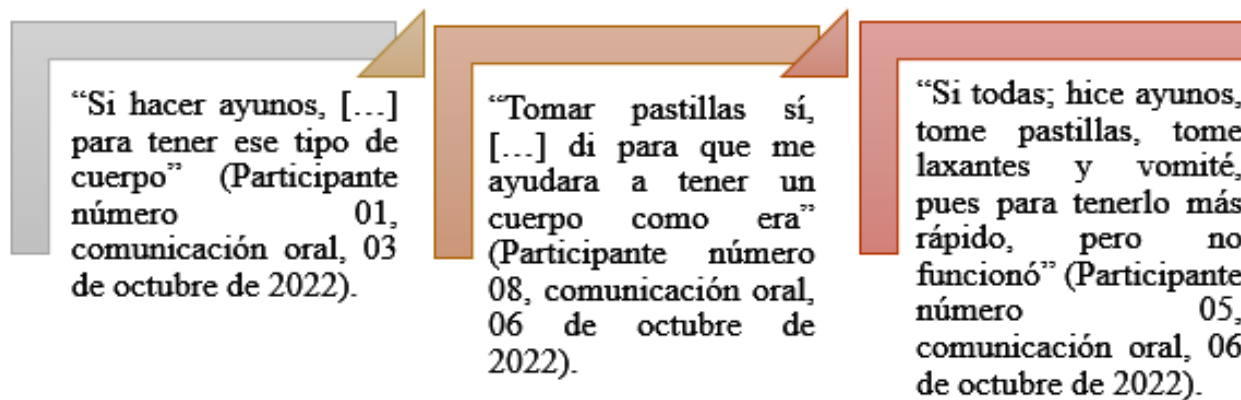 “Si hacer ayunos, [...]
para tener ese tipo de
cuerpo” (Participante
número 01,
comunicación oral, 03
de octubre de 2022).
“Tomar pastillas sí,
[...] di para que me
ayudara a tener un
cuerpo como era”
(Participante número
08, comunicación oral,
06 de octubre de
2022).
“Si todas; hice ayunos,
tome pastillas, tome
laxantes y vomité,
pues para tenerlo más
rápido, pero no
funcionó” (Participante
número 05,
comunicación oral, 06
de octubre de 2022).